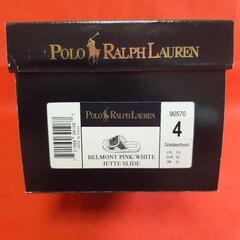 POLO RALPH LAUREN
POLO RALPH LAUREN
90570
4
Gradeschool
BELMONT PINK/WHITE
JETTE SLIDE